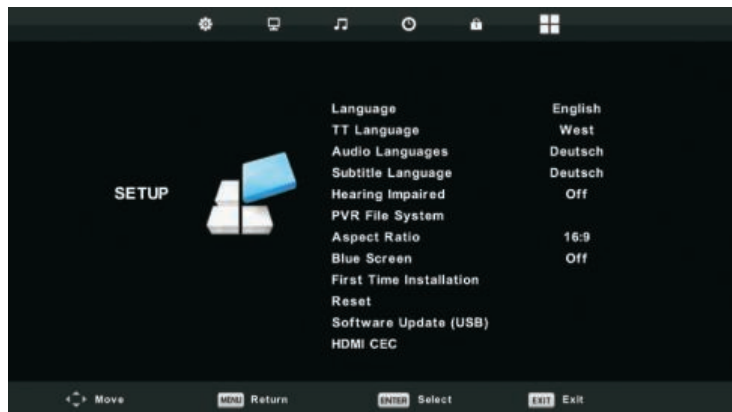 Language English
TT Language West
Audio Languages Deutsch
Subtitle Language Deutsch
SETUP Hearing Impaired Off
PVR File System
Aspect Ratio 16:9
Blue Screen Off
First Time Installation
Reset
Software Update (USB)
HDMI CEC
Move MENU Return ENTER Select EXIT Exit